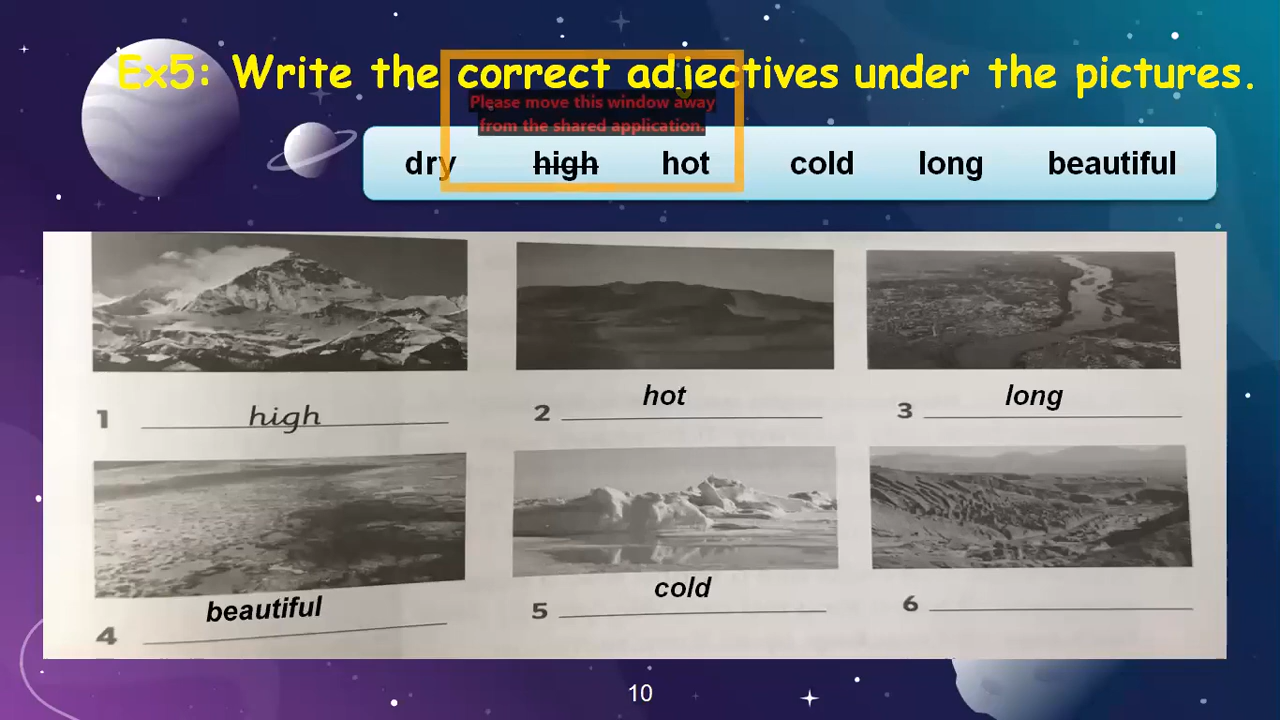 Ex5: Write the correct adjectives under the pictures.
Please move this window away
from the shared application.
dry high hot cold long beautiful
1 high
2 hot
3 long
4 beautiful
5 cold
6
10